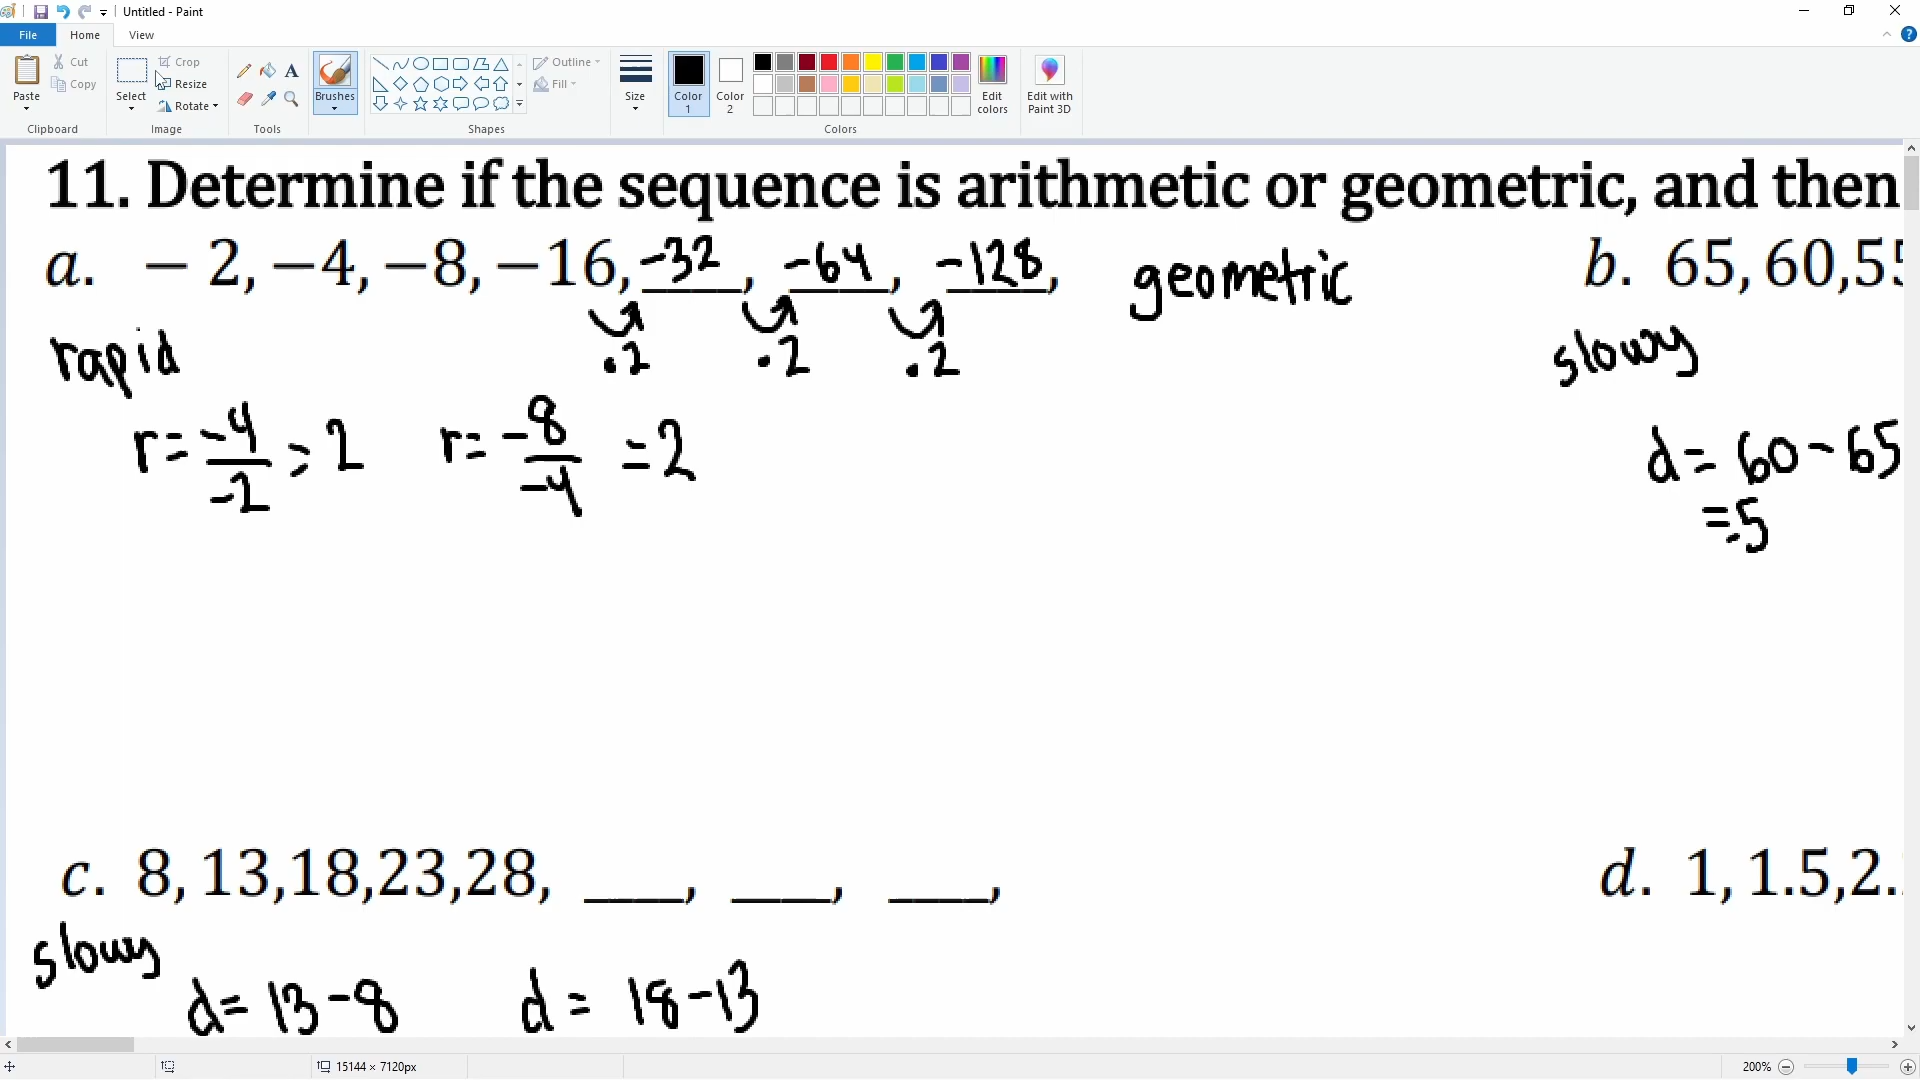 Untitled - Paint
File Home View
Paste Cut Copy Clipboard
Select Crop Resize Rotate Image
Tools
Brushes
Outline Fill Shapes
Size
Color 1 Color 2 Edit colors Colors
Edit with Paint 3D
11. Determine if the sequence is arithmetic or geometric, and then
a. − 2, −4, −8, −16, -32, -64, -128, geometric
b. 65, 60, 55
·2 ·2 ·2
rapid
slowy
r = -4/-2 = 2 r = -8/-4 = 2
d = 60 - 65
= -5
c. 8, 13, 18, 23, 28, ____, ____, ____,
d. 1, 1.5, 2.
slowy
d = 13 - 8 d = 18 - 13
15144 × 7120px
200%